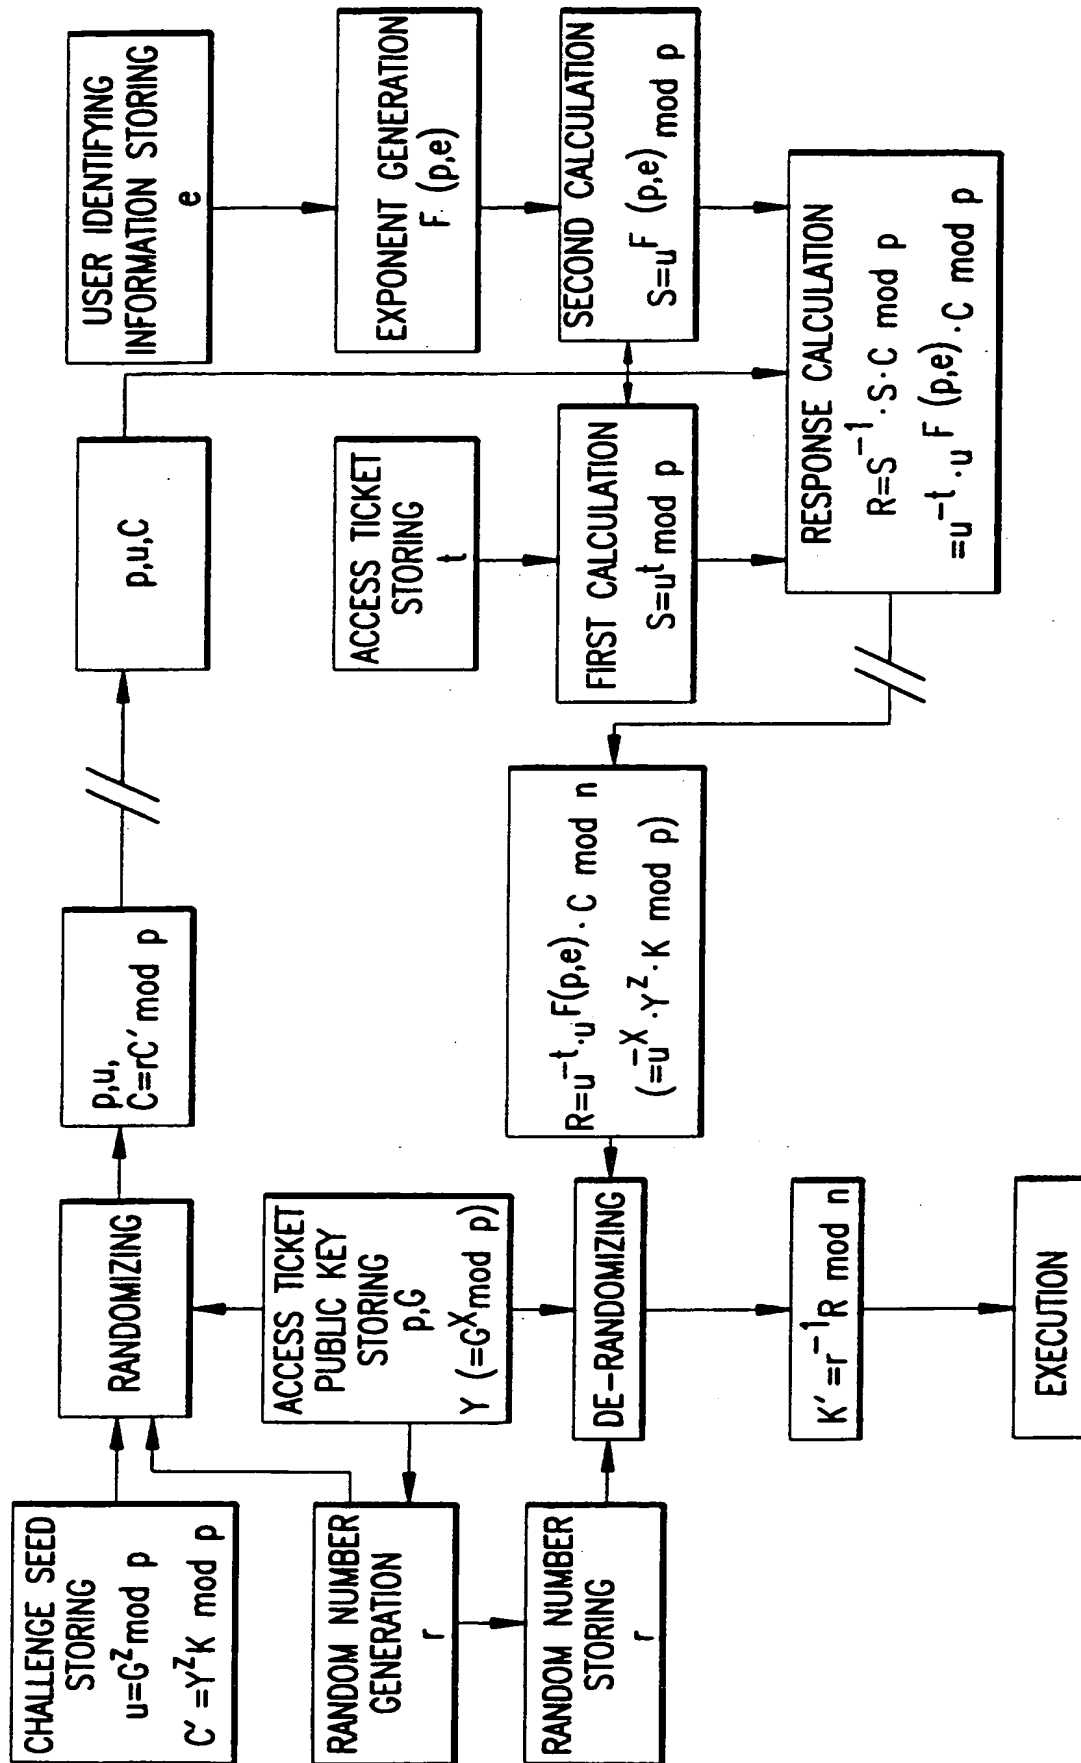 CHALLENGE SEED
STORING
u=G^z mod p
C'=Y^z K mod p
RANDOMIZING
p,u,
C=rC' mod p
p,u,C
USER IDENTIFYING
INFORMATION STORING
e
RANDOM NUMBER
GENERATION
r
ACCESS TICKET
PUBLIC KEY
STORING
p,G
Y (=G^X mod p)
ACCESS TICKET
STORING
t
EXPONENT GENERATION
F (p,e)
RANDOM NUMBER
STORING
r
DE-RANDOMIZING
R=u^-t·u^F(p,e)·C mod n
(=u^-X·Y^z·K mod p)
FIRST CALCULATION
S=u^t mod p
SECOND CALCULATION
S=u^F (p,e) mod p
K'=r^-1 R mod n
RESPONSE CALCULATION
R=S^-1·S·C mod p
=u^-t·u^F (p,e)·C mod p
EXECUTION